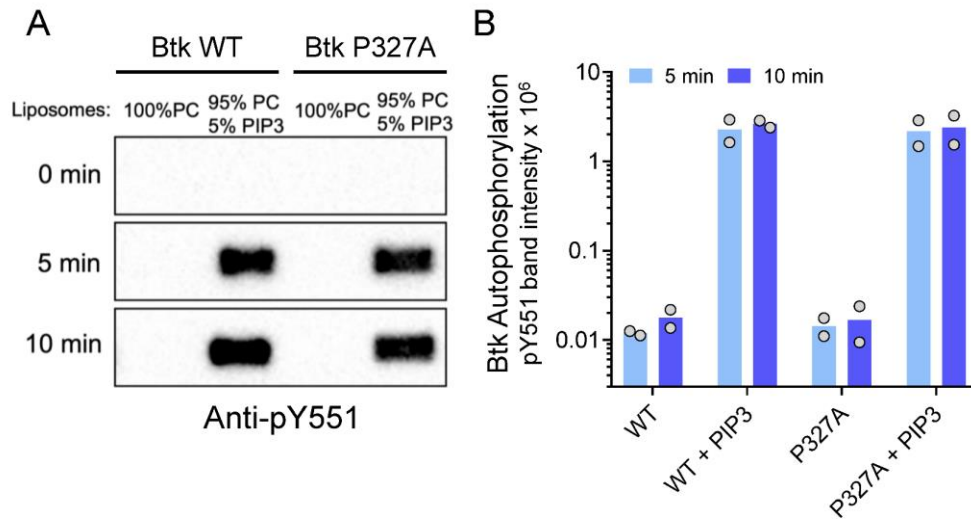 A
Btk WT Btk P327A
Liposomes: 100%PC 95% PC 100%PC 95% PC
5% PIP3 5% PIP3
0 min
5 min
10 min
Anti-pY551
B
Btk Autophosphorylation
pY551 band intensity x 10⁶
5 min 10 min
10
1
0.1
0.01
WT
WT + PIP3
P327A
P327A + PIP3